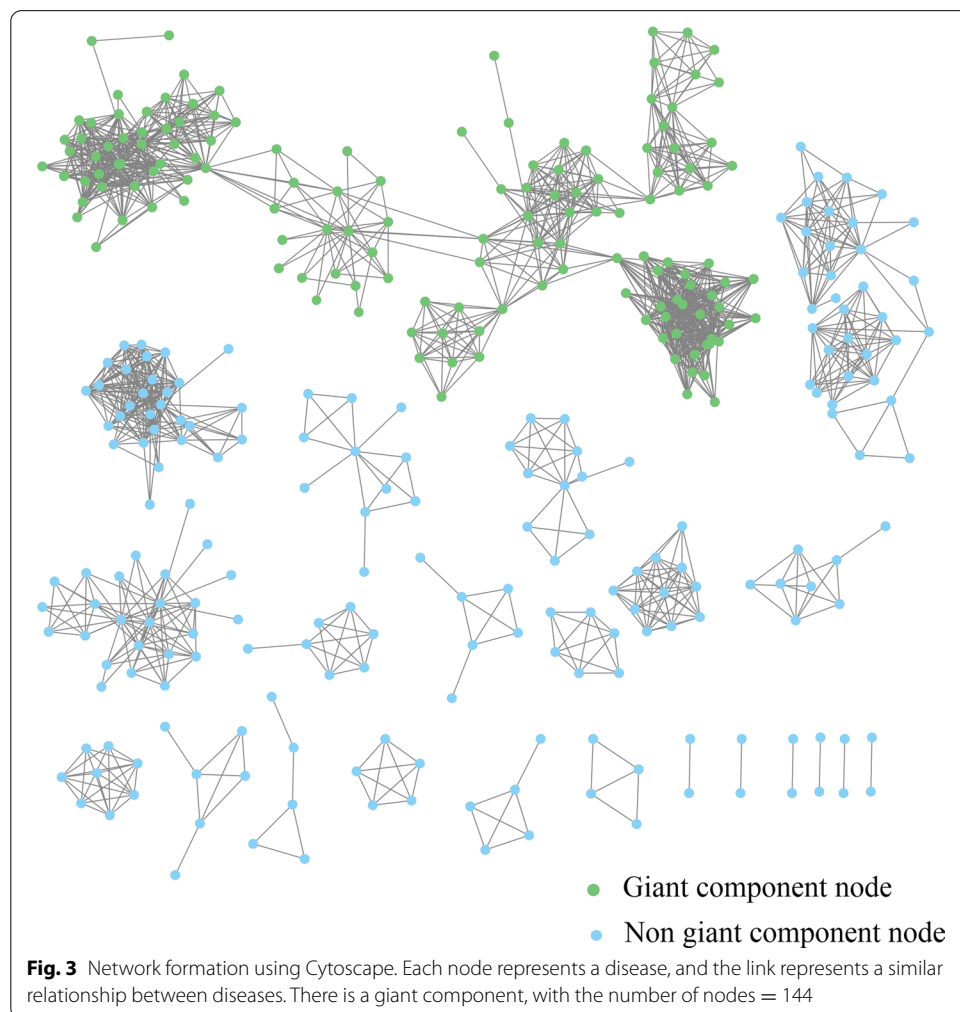 Giant component node
Non giant component node
Fig. 3 Network formation using Cytoscape. Each node represents a disease, and the link represents a similar
relationship between diseases. There is a giant component, with the number of nodes = 144